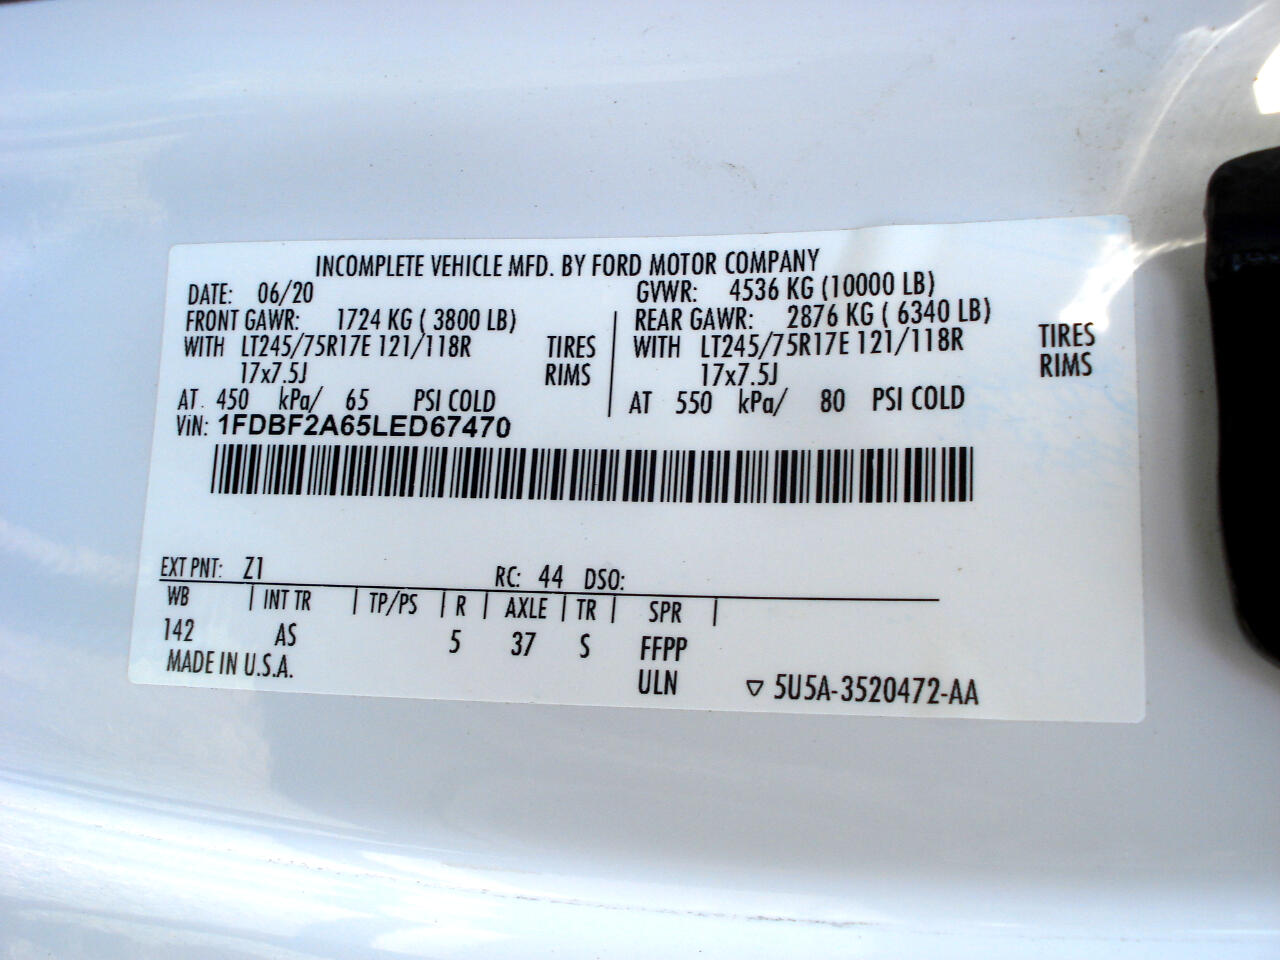 INCOMPLETE VEHICLE MFD. BY FORD MOTOR COMPANY
DATE: 06/20 GVWR: 4536 KG (10000 LB)
FRONT GAWR: 1724 KG ( 3800 LB) REAR GAWR: 2876 KG ( 6340 LB)
WITH LT245/75R17E 121/118R TIRES WITH LT245/75R17E 121/118R TIRES
17x7.5J RIMS 17x7.5J RIMS
AT 450 kPa/ 65 PSI COLD AT 550 kPa/ 80 PSI COLD
ViN: 1FDBF2A65LED67470
EXT PNT: Z1 RC: 44 DSO:
WB | INT TR | TP/PS | R | AXLE | TR | SPR |
142 AS 5 37 S FFPP
MADE IN U.S.A. ULN ▽ 5U5A-3520472-AA